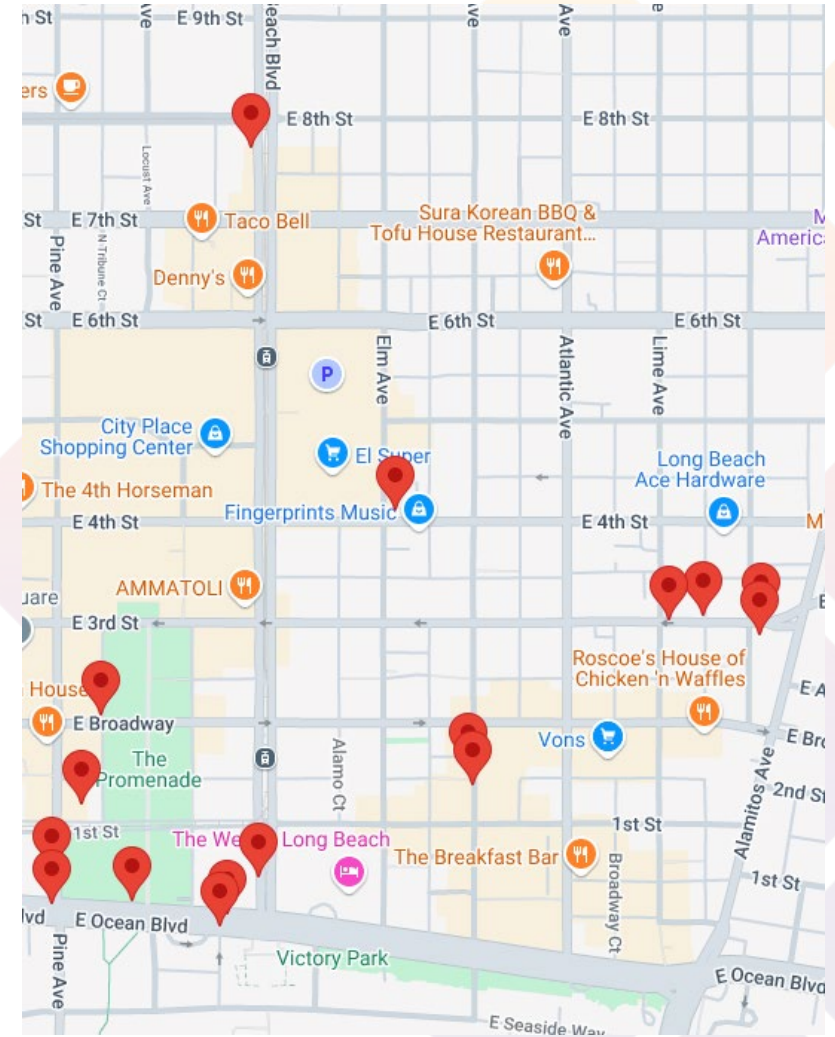 h St
ve
E 9th St
each Blvd
Ave
Ave
e
ers
E 8th St
E 8th St
Locust Ave
St
E 7th St
Taco Bell
Sura Korean BBQ &
Tofu House Restaurant...
M
America
Pine Ave
N Tribune Ct
Denny's
St
E 6th St
E 6th St
E 6th St
P
Elm Ave
Atlantic Ave
Lime Ave
City Place
Shopping Center
El Super
Long Beach
Ace Hardware
The 4th Horseman
Fingerprints Music
E 4th St
E 4th St
M
AMMATOLI
uare
E 3rd St
E
Roscoe's House of
Chicken 'n Waffles
House
E A
E Broadway
Vons
E Bro
The
Promenade
Alamo Ct
2nd St
1st St
1st St
The We
Long Beach
The Breakfast Bar
Broadway Ct
Alamitos Ave
1st St
lvd
E Ocean Blvd
Pine Ave
Victory Park
E Ocean Blvd
E Seaside Way